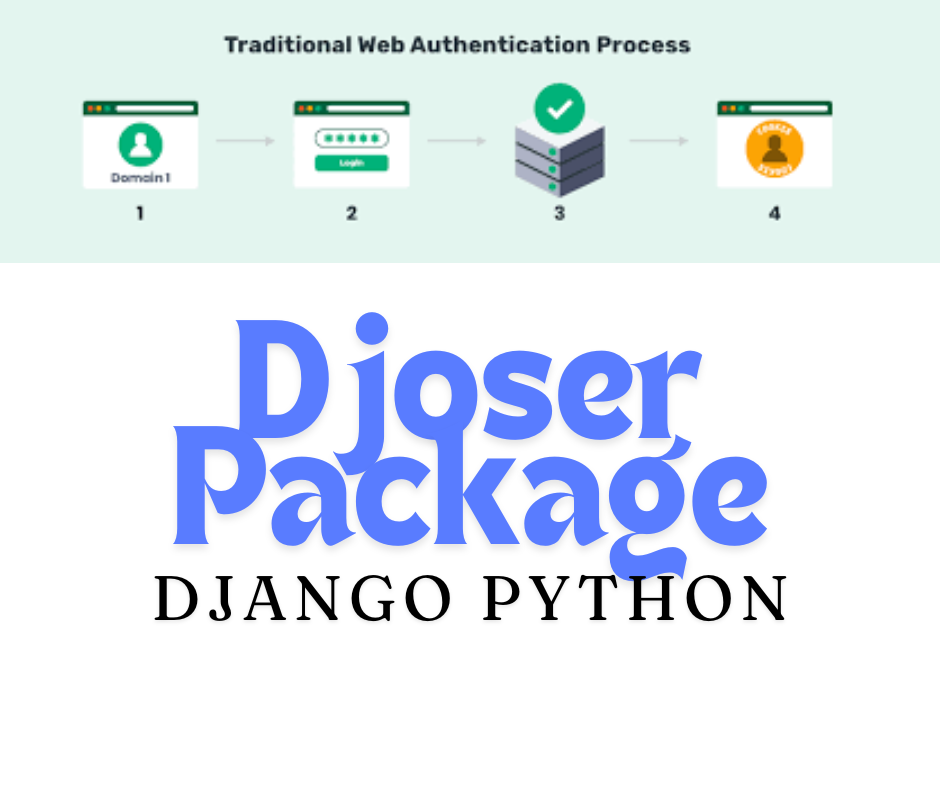 Traditional Web Authentication Process
Domain 1
Login
1
2
3
4
Djoser
Package
DJANGO PYTHON